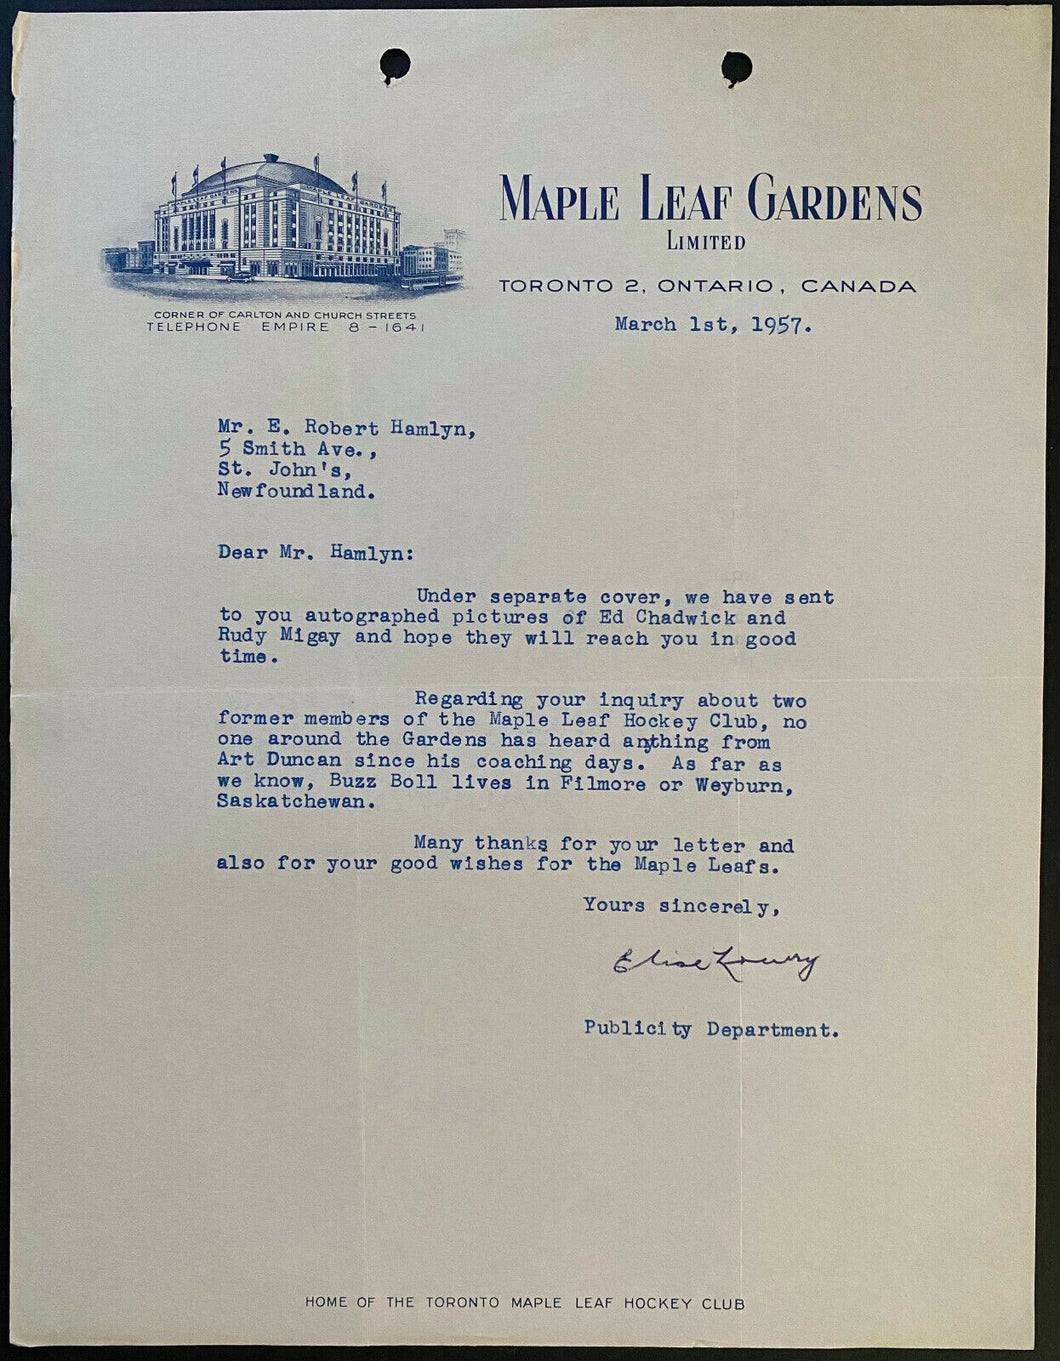 MAPLE LEAF GARDENS
LIMITED
TORONTO 2, ONTARIO, CANADA
MAPLE LEAF GARDENS
CORNER OF CARLTON AND CHURCH STREETS
TELEPHONE EMPIRE 8-1641
March 1st, 1957.
Mr. E. Robert Hamlyn,
5 Smith Ave.,
St. John's,
Newfoundland.
Dear Mr. Hamlyn:
Under separate cover, we have sent
to you autographed pictures of Ed Chadwick and
Rudy Migay and hope they will reach you in good
time.
Regarding your inquiry about two
former members of the Maple Leaf Hockey Club, no
one around the Gardens has heard anything from
Art Duncan since his coaching days. As far as
we know, Buzz Boll lives in Filmore or Weyburn,
Saskatchewan.
Many thanks for your letter and
also for your good wishes for the Maple Leafs.
Yours sincerely,
Elise Lowry
Publicity Department.
HOME OF THE TORONTO MAPLE LEAF HOCKEY CLUB